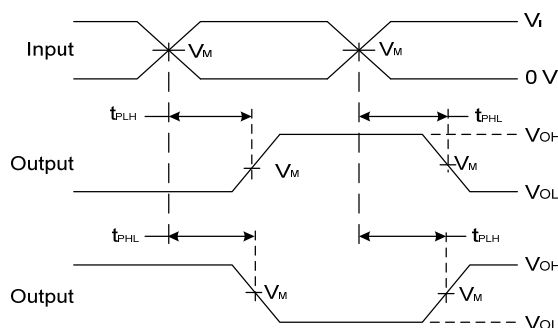 Input
VM
VM
VI
0 V
tPLH
tPHL
Output
VM
VM
VOH
VOL
tPHL
tPLH
Output
VM
VM
VOH
VOL